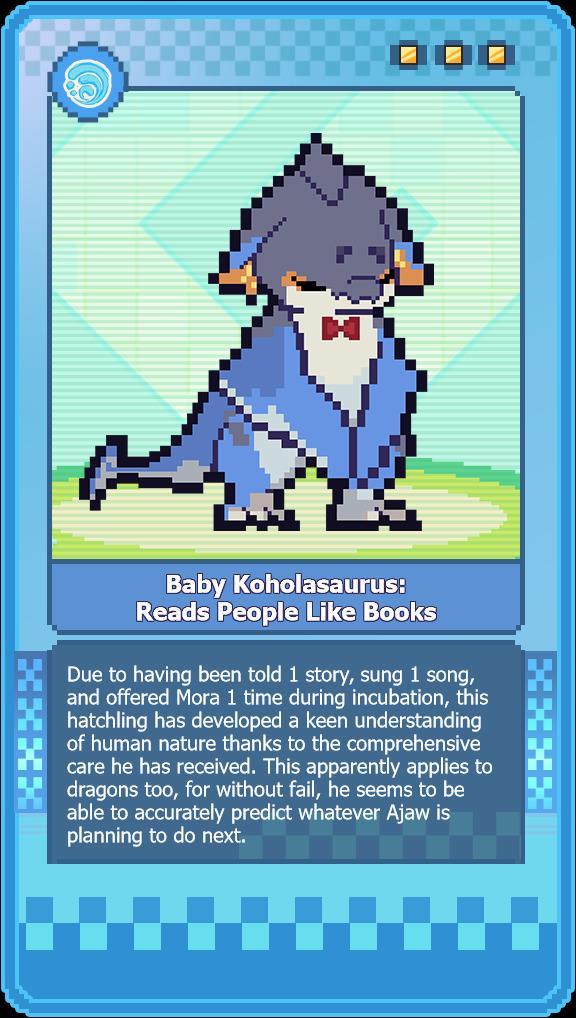 Baby Koholasaurus:
Reads People Like Books
Due to having been told 1 story, sung 1 song,
and offered Mora 1 time during incubation, this
hatchling has developed a keen understanding
of human nature thanks to the comprehensive
care he has received. This apparently applies to
dragons too, for without fail, he seems to be
able to accurately predict whatever Ajaw is
planning to do next.